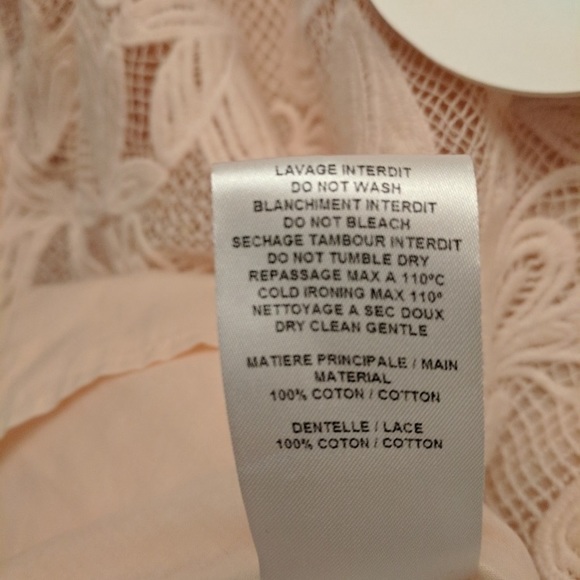 LAVAGE INTERDIT
DO NOT WASH
BLANCHIMENT INTERDIT
DO NOT BLEACH
SECHAGE TAMBOUR INTERDIT
DO NOT TUMBLE DRY
REPASSAGE MAX A 110ºC
COLD IRONING MAX 110º
NETTOYAGE A SEC DOUX
DRY CLEAN GENTLE
MATIERE PRINCIPALE / MAIN
MATERIAL
100% COTON / COTTON
DENTELLE / LACE
100% COTON / COTTON